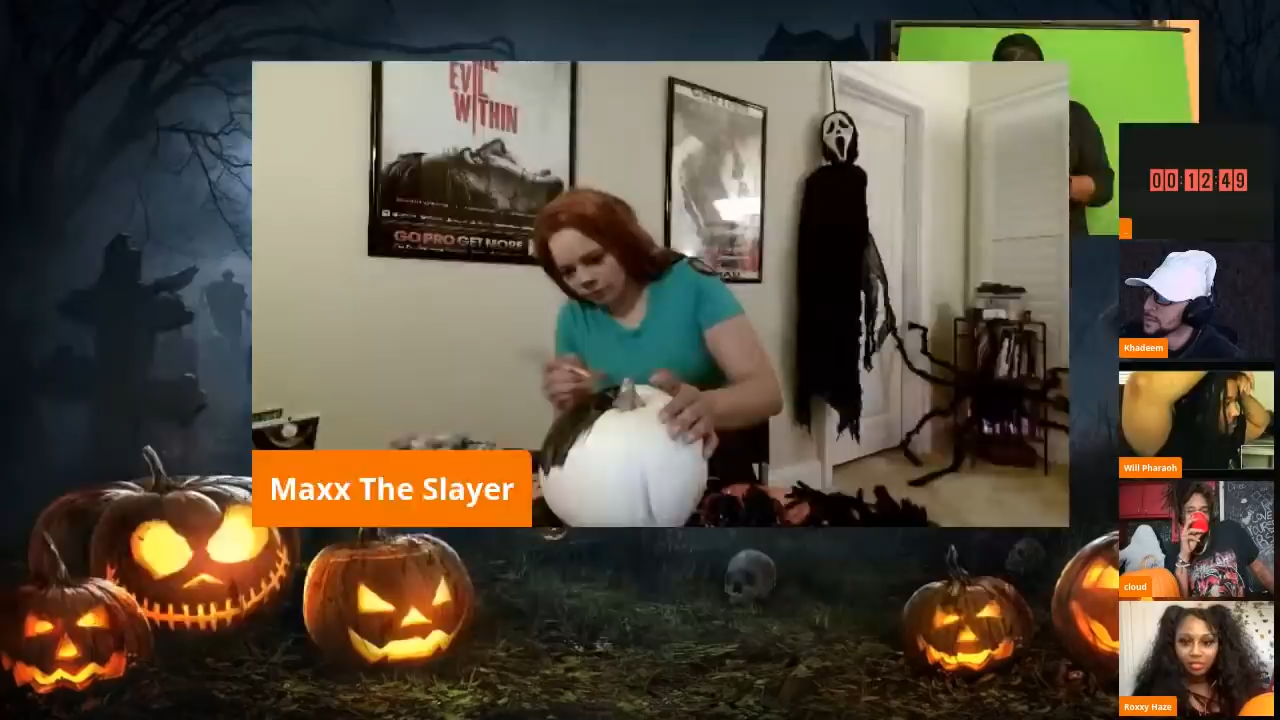 THE
EVIL
WITHIN
GO PRO GET MORE
Maxx The Slayer
00:12:49
Khadeem
Will Pharaoh
cloud
Roxxy Haze